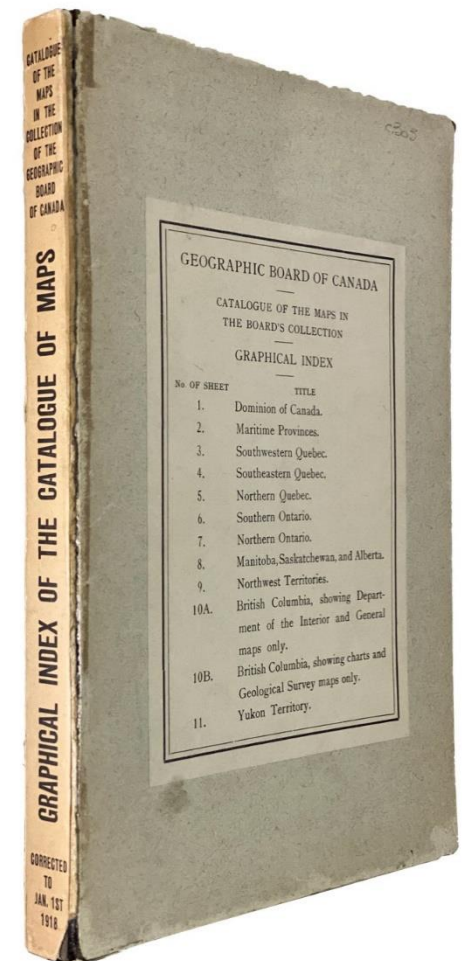 CATALOGUE
OF THE
MAPS
IN THE
COLLECTION
OF THE
GEOGRAPHIC
BOARD
OF CANADA
GRAPHICAL INDEX OF THE CATALOGUE OF MAPS
CORRECTED
TO
JAN. 1ST
1918
GEOGRAPHIC BOARD OF CANADA
CATALOGUE OF THE MAPS IN
THE BOARD'S COLLECTION
GRAPHICAL INDEX
No OF SHEET TITLE
1. Dominion of Canada.
2. Maritime Provinces.
3. Southwestern Quebec.
4. Southeastern Quebec.
5. Northern Quebec.
6. Southern Ontario.
7. Northern Ontario.
8. Manitoba, Saskatchewan, and Alberta.
9. Northwest Territories.
10A. British Columbia, showing Depart-
ment of the Interior and General
maps only.
10B. British Columbia, showing charts and
Geological Survey maps only.
11. Yukon Territory.